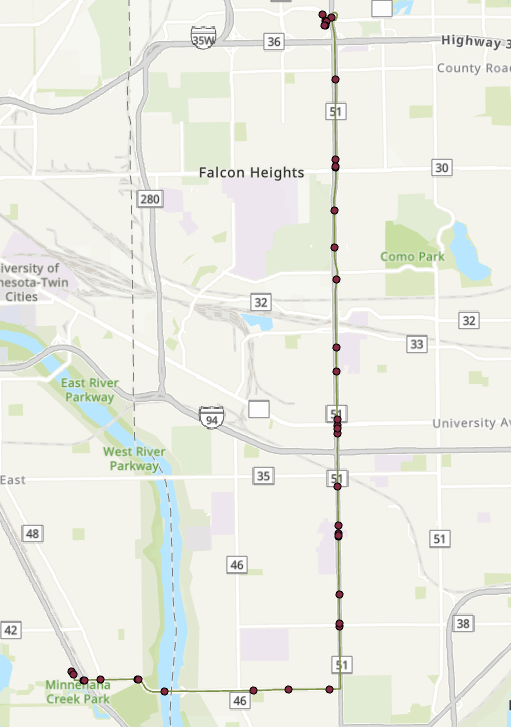 35W
36
Highway 3
County Road
51
Falcon Heights
30
280
Como Park
iversity of
nesota-Twin
Cities
32
32
33
East River
Parkway
51
94
University Av
West River
Parkway
East
35
51
48
51
46
42
38
51
Minnehaha
Creek Park
46